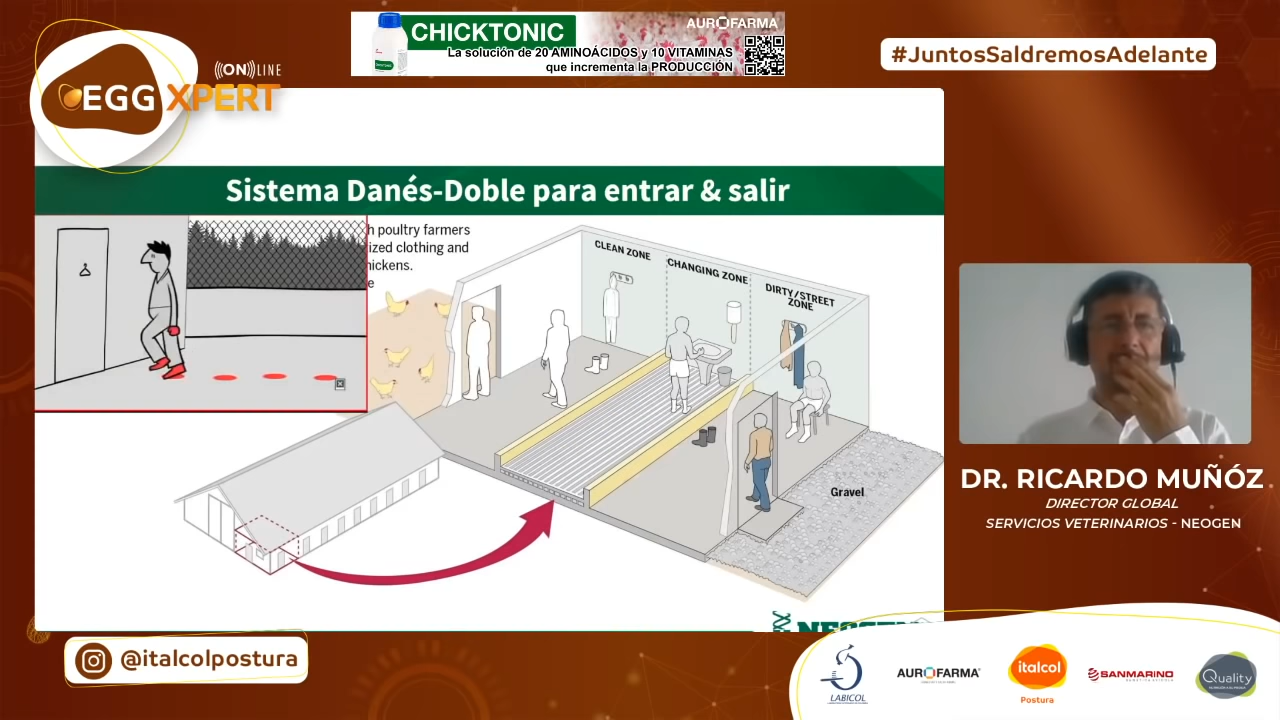 CHICKTONIC
AUROFARMA
La solución de 20 AMINOÁCIDOS y 10 VITAMINAS
que incrementa la PRODUCCIÓN
#JuntosSaldremosAdelante
((ON))LINE
EGG XPERT
Sistema Danés-Doble para entrar & salir
h poultry farmers
ized clothing and
hickens.
e
CLEAN ZONE
CHANGING ZONE
DIRTY/STREET
ZONE
Gravel
DR. RICARDO MUÑÓZ
DIRECTOR GLOBAL
SERVICIOS VETERINARIOS - NEOGEN
NEOGEN
@italcolpostura
LABICOL
AUROFARMA
italcol
Postura
SANMARINO
Quality